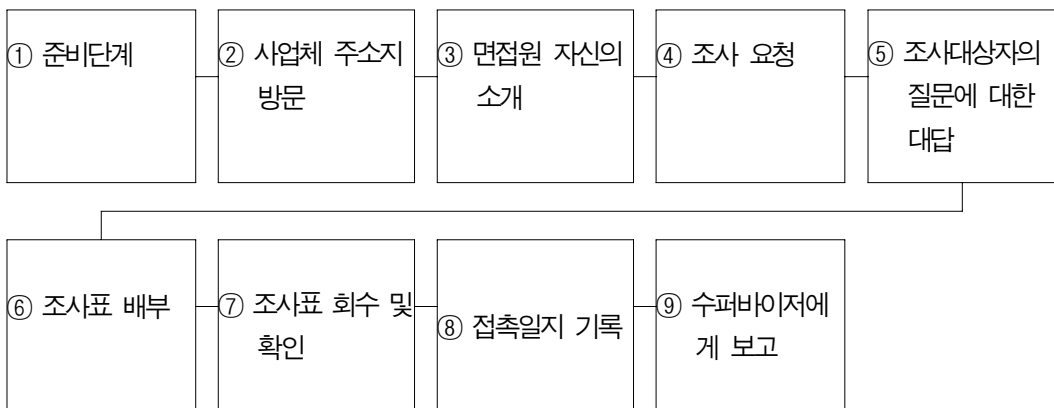 ① 준비단계
② 사업체 주소지
방문
③ 면접원 자신의
소개
④ 조사 요청
⑤ 조사대상자의
질문에 대한
대답
⑥ 조사표 배부
⑦ 조사표 회수 및
확인
⑧ 접촉일지 기록
⑨ 수퍼바이저에
게 보고